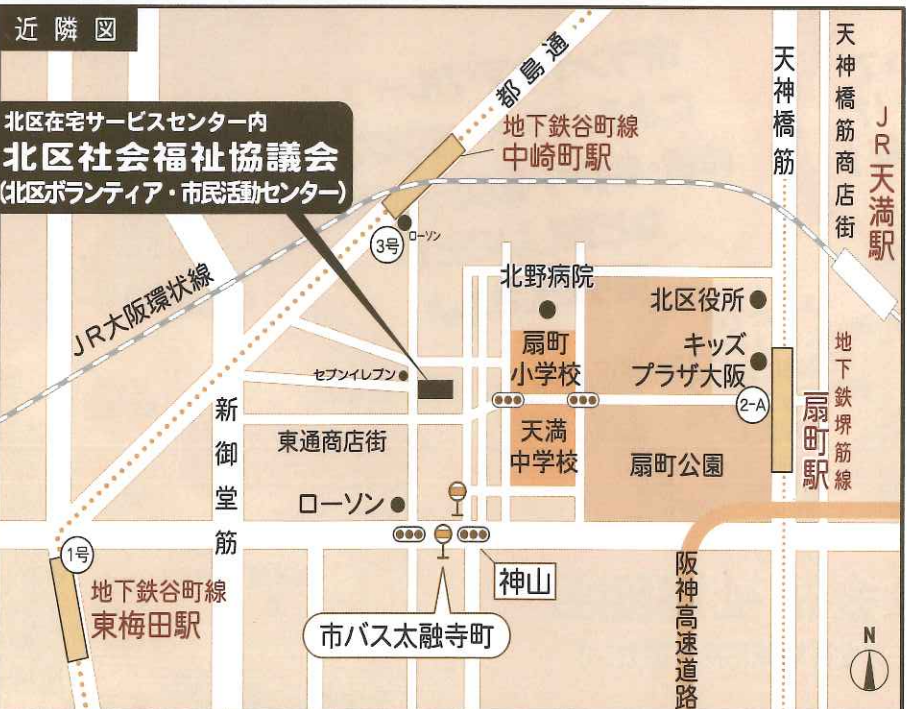 近隣図
北区在宅サービスセンター内
北区社会福祉協議会
(北区ボランティア・市民活動センター)
都島通
地下鉄谷町線
中崎町駅
天神橋筋
天神橋筋商店街
JR天満駅
3号
ローソン
JR大阪環状線
北野病院
北区役所
扇町
小学校
キッズ
プラザ大阪
地下鉄堺筋線
扇町駅
2-A
セブンイレブン
新御堂筋
東通商店街
天満
中学校
扇町公園
ローソン
1号
地下鉄谷町線
東梅田駅
神山
市バス太融寺町
阪神高速道路
N